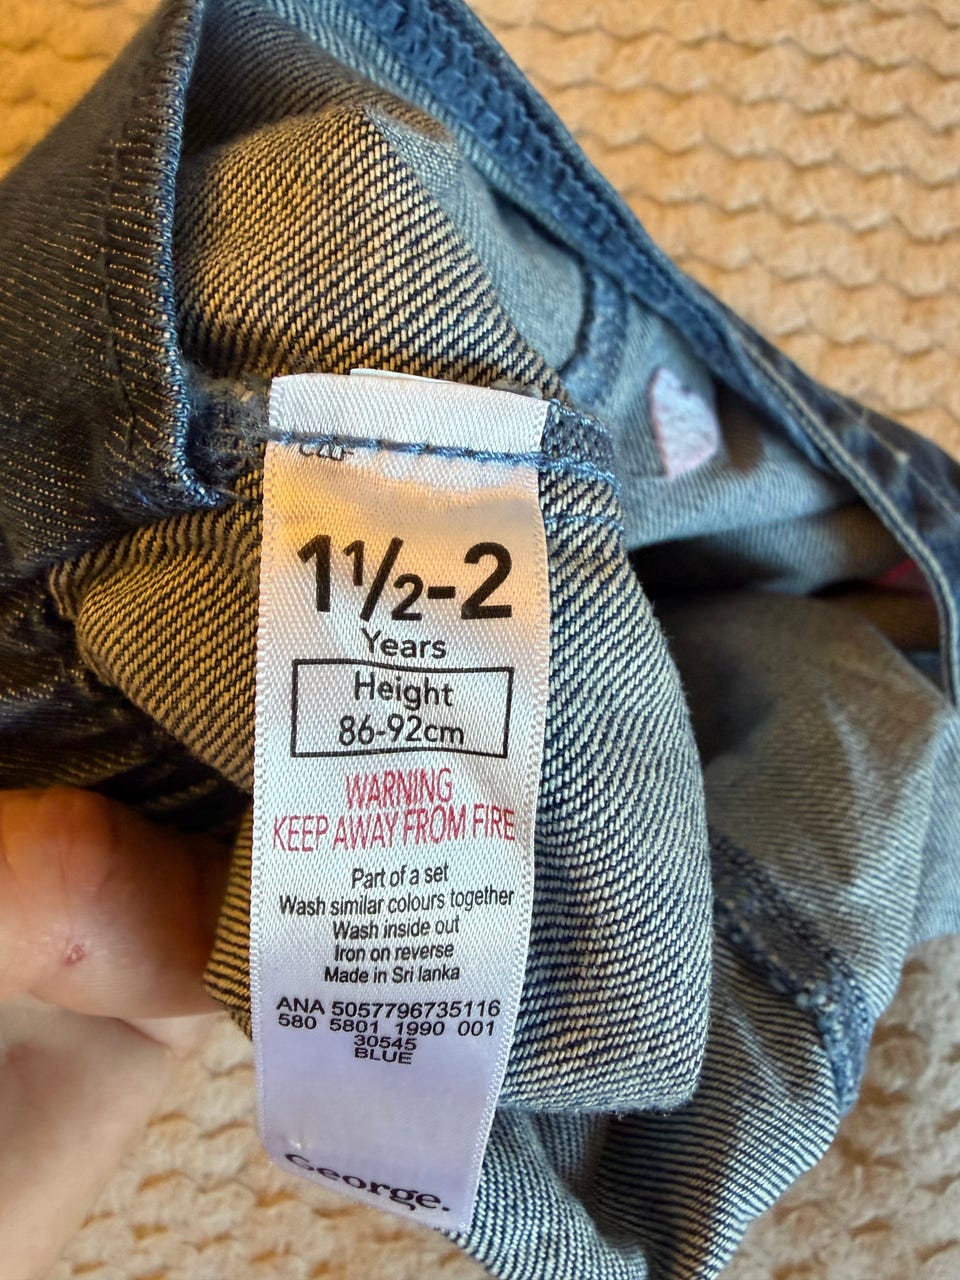 1½-2
Years
Height
86-92cm
WARNING
KEEP AWAY FROM FIRE
Part of a set
Wash similar colours together
Wash inside out
Iron on reverse
Made in Sri lanka
ANA 5057796735116
580 5801 1990 001
30545
BLUE
George.